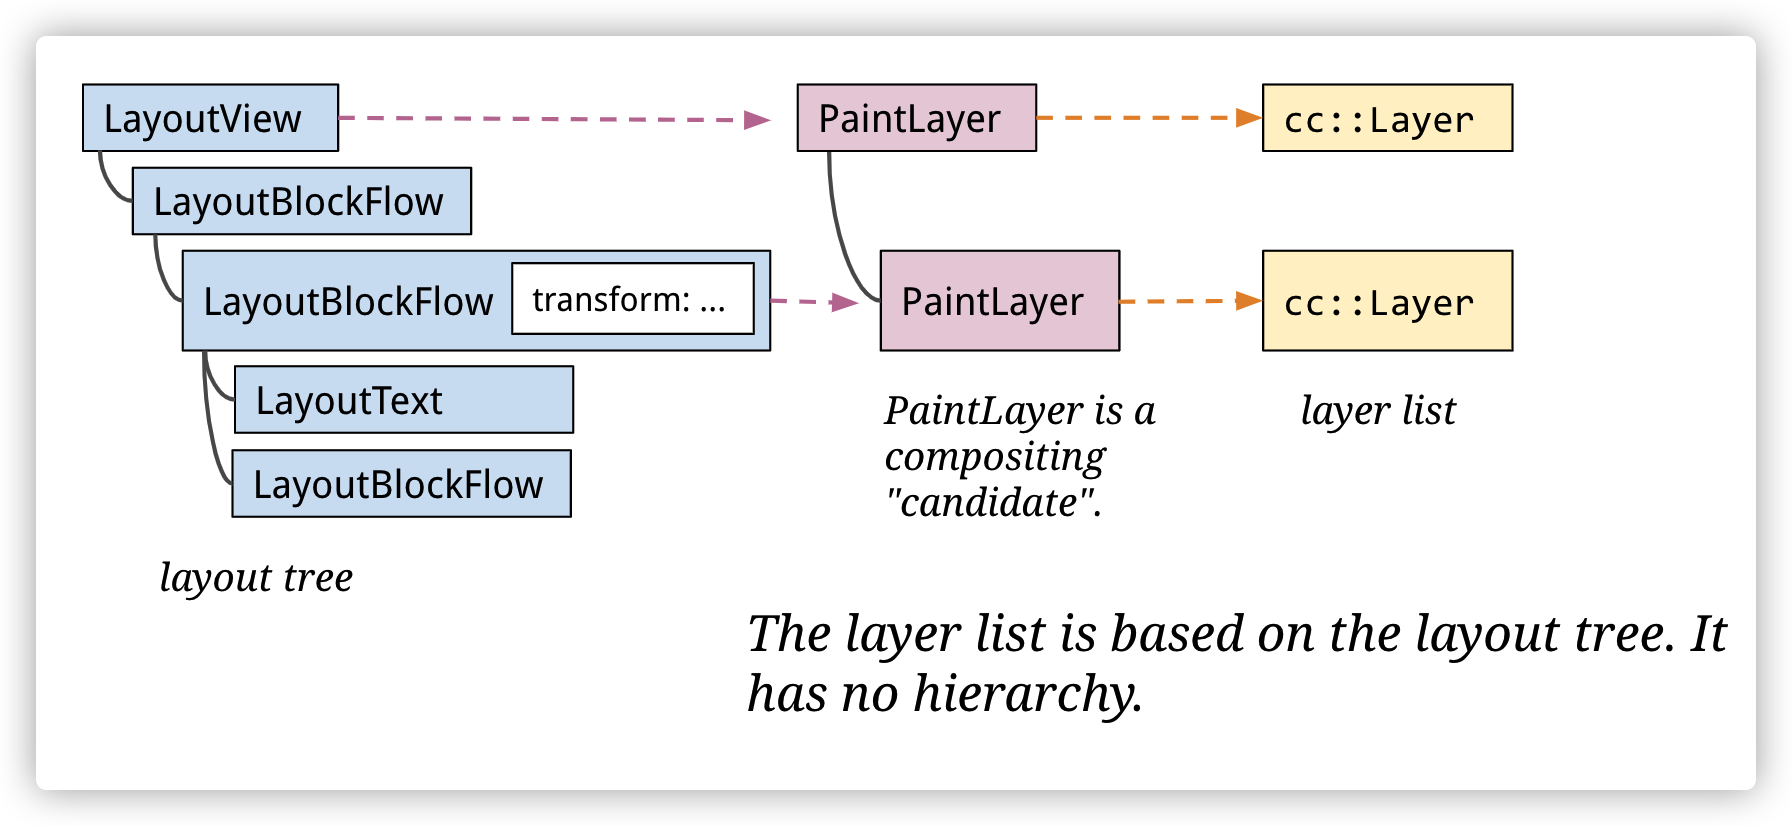 LayoutView
PaintLayer
cc::Layer
LayoutBlockFlow
LayoutBlockFlow
transform: ...
PaintLayer
cc::Layer
LayoutText
LayoutBlockFlow
PaintLayer is a
compositing
"candidate".
layer list
layout tree
The layer list is based on the layout tree. It
has no hierarchy.